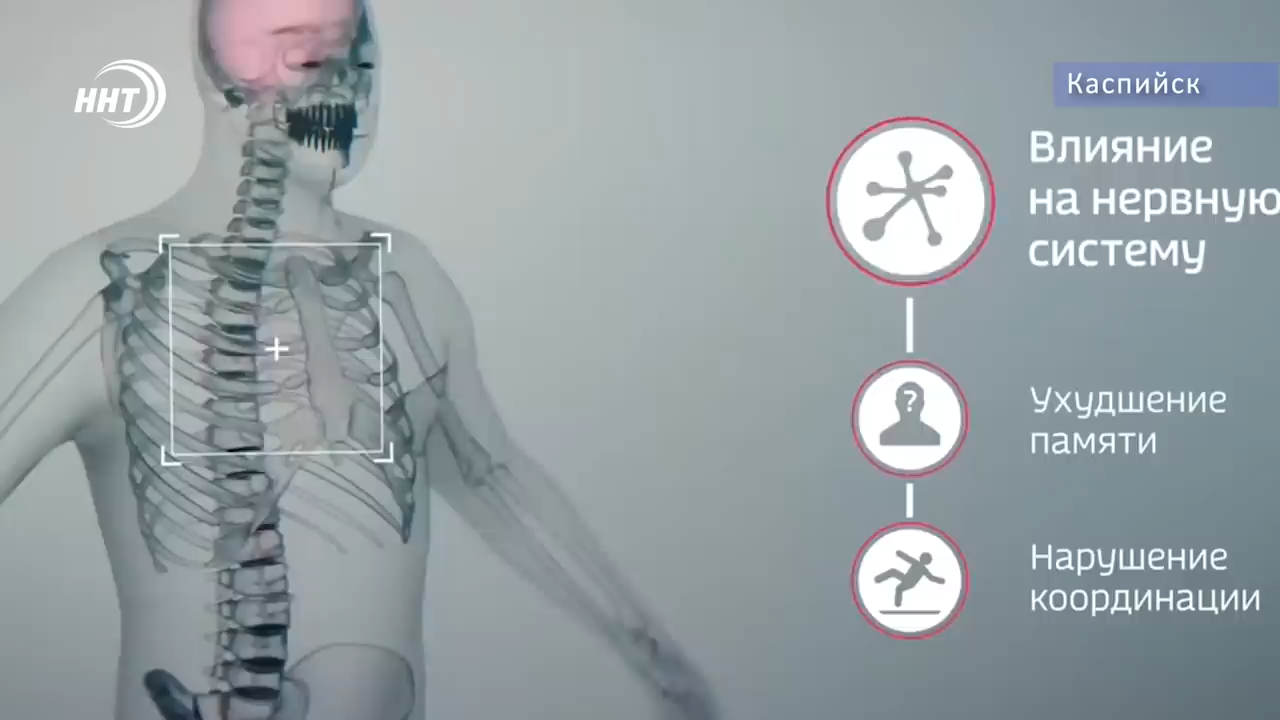 ННТ
Каспийск
Влияние
на нервную
систему
?
Ухудшение
памяти
Нарушение
координации